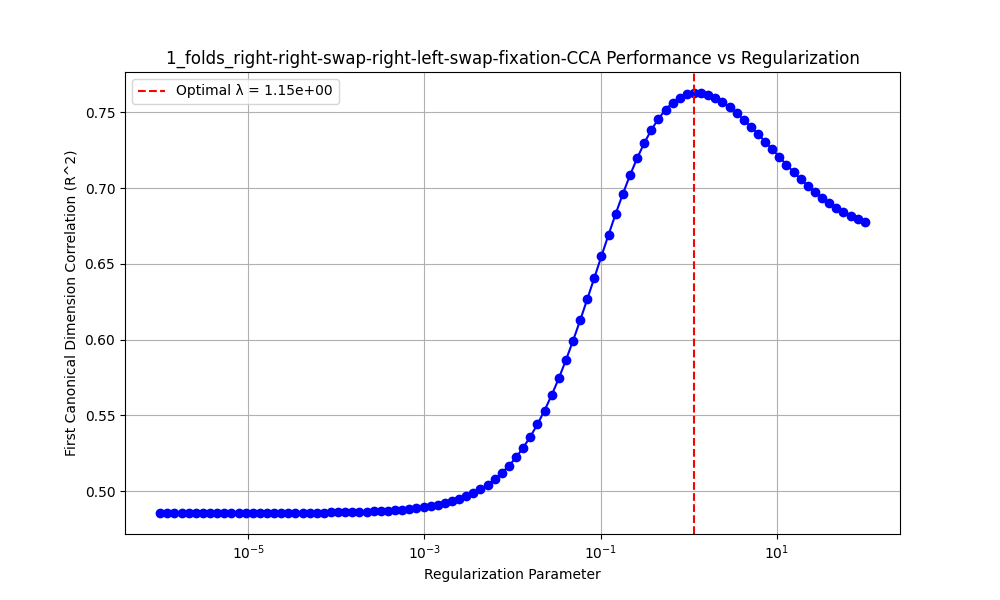 1_folds_right-right-swap-right-left-swap-fixation-CCA Performance vs Regularization
Optimal λ = 1.15e+00
First Canonical Dimension Correlation (R^2)
0.75
0.70
0.65
0.60
0.55
0.50
10^-5
10^-3
10^-1
10^1
Regularization Parameter